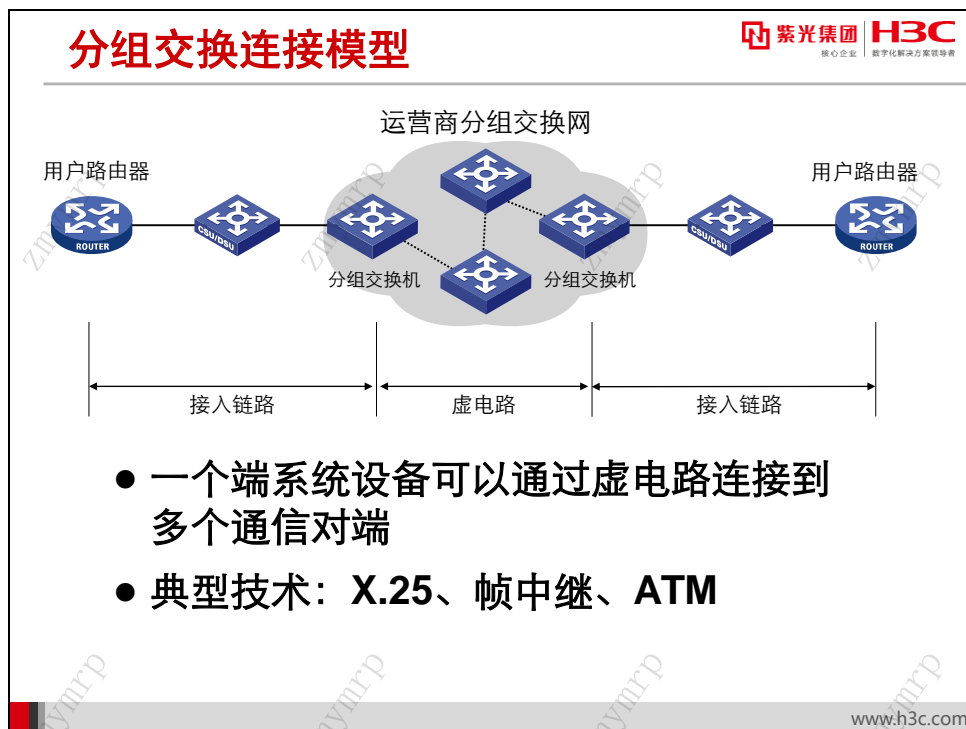 分组交换连接模型
紫光集团
核心企业
H3C
数字化解决方案领导者
运营商分组交换网
用户路由器
用户路由器
ROUTER
CSU/DSU
CSU/DSU
ROUTER
分组交换机
分组交换机
接入链路
虚电路
接入链路
● 一个端系统设备可以通过虚电路连接到
多个通信对端
● 典型技术：X.25、帧中继、ATM
zmymrp
zmymrp
zmymrp
zmymrp
www.h3c.com